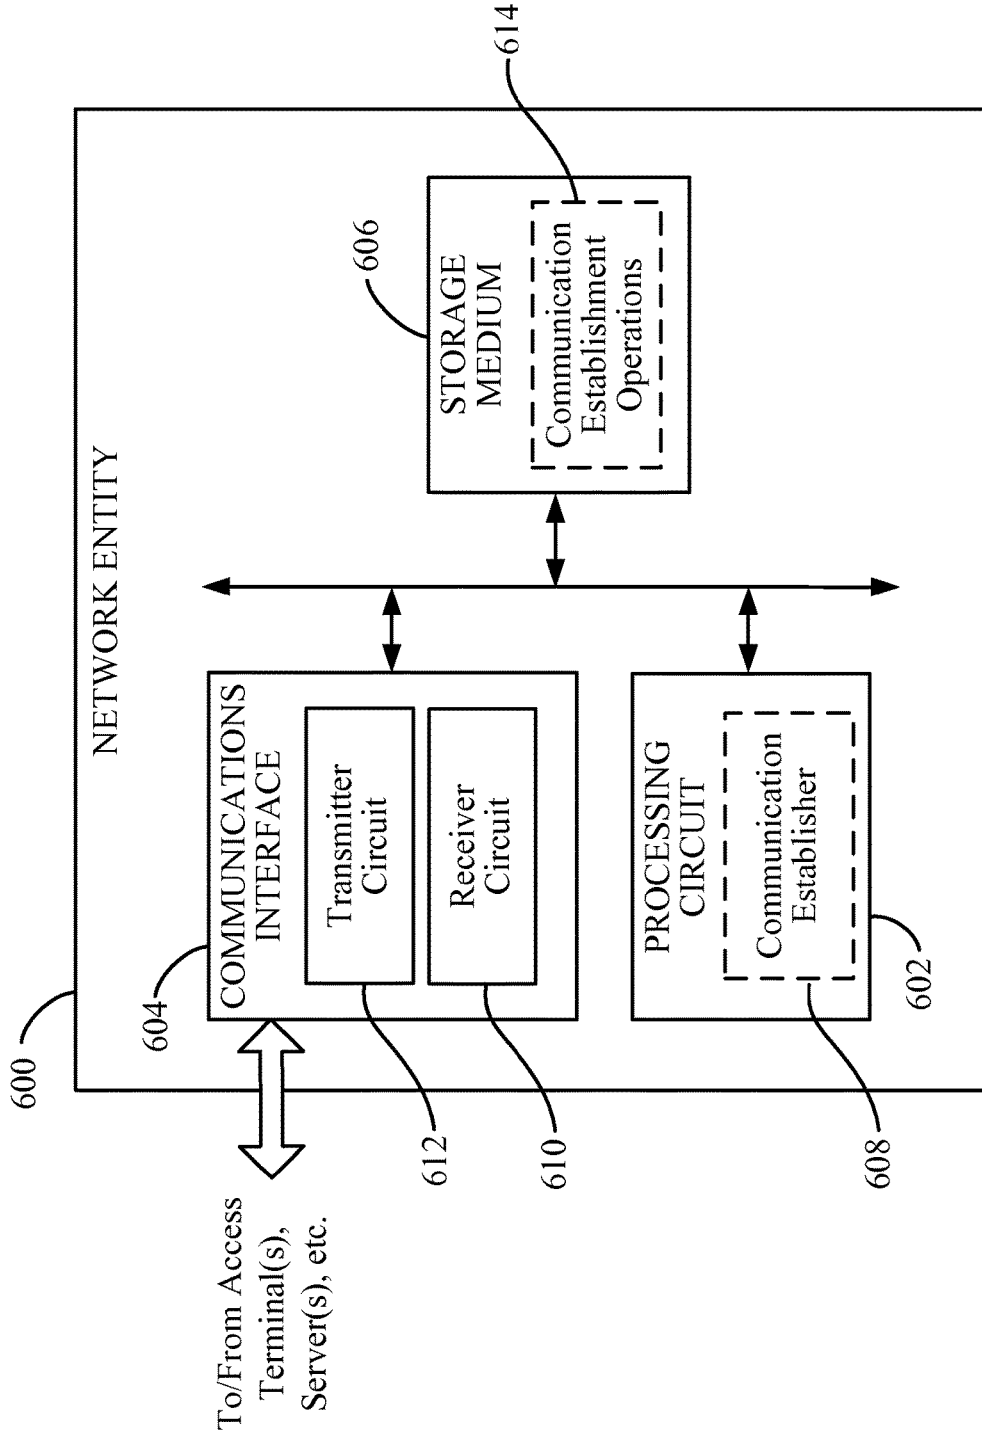 600
NETWORK ENTITY
604
COMMUNICATIONS
INTERFACE
Transmitter
Circuit
Receiver
Circuit
612
610
To/From Access
Terminal(s),
Server(s), etc.
606
STORAGE
MEDIUM
Communication
Establishment
Operations
614
PROCESSING
CIRCUIT
Communication
Establisher
608
602